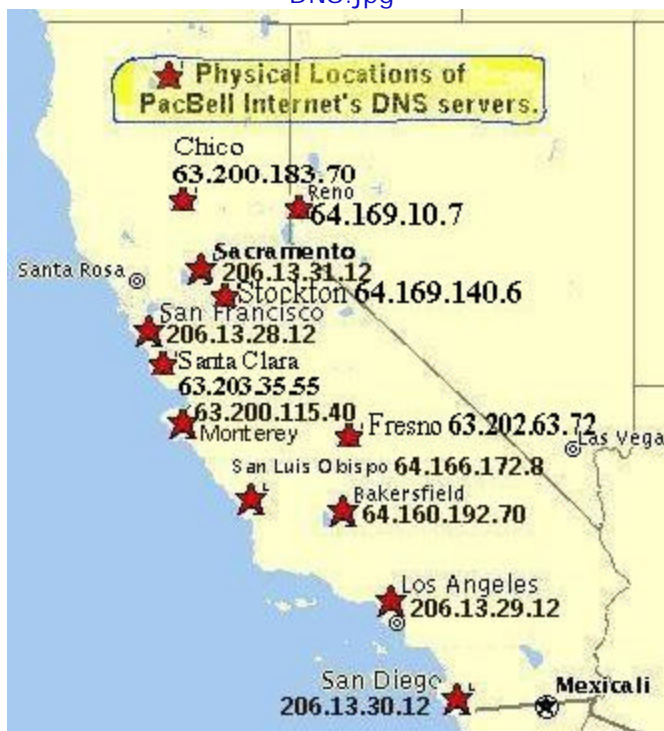 DNS.jpg
Physical Locations of
PacBell Internet's DNS servers.
Chico
63.200.183.70
Reno
64.169.10.7
Sacramento
206.13.31.12
Santa Rosa
Stockton 64.169.140.6
San Francisco
206.13.28.12
Santa Clara
63.203.35.55
63.200.115.40
Monterey
Fresno 63.202.63.72
Las Vega
San Luis Obispo 64.166.172.8
Bakersfield
64.160.192.70
Los Angeles
206.13.29.12
San Diego
206.13.30.12
Mexicali